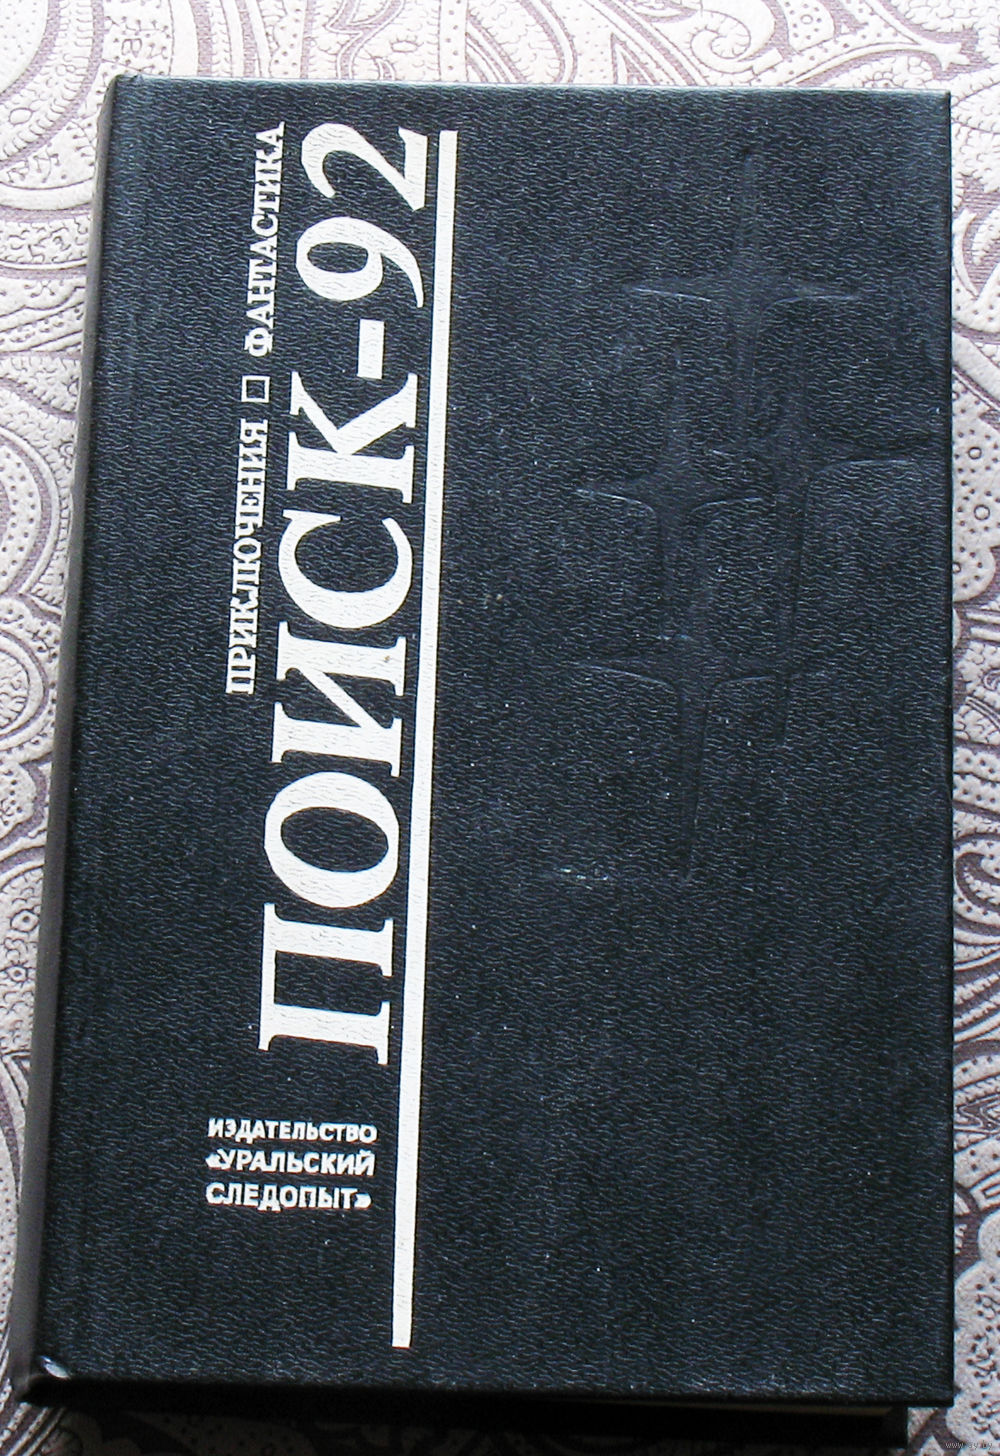 ПРИКЛЮЧЕНИЯ □ ФАНТАСТИКА
ПОИСК-92
ИЗДАТЕЛЬСТВО
«УРАЛЬСКИЙ
СЛЕДОПЫТ»